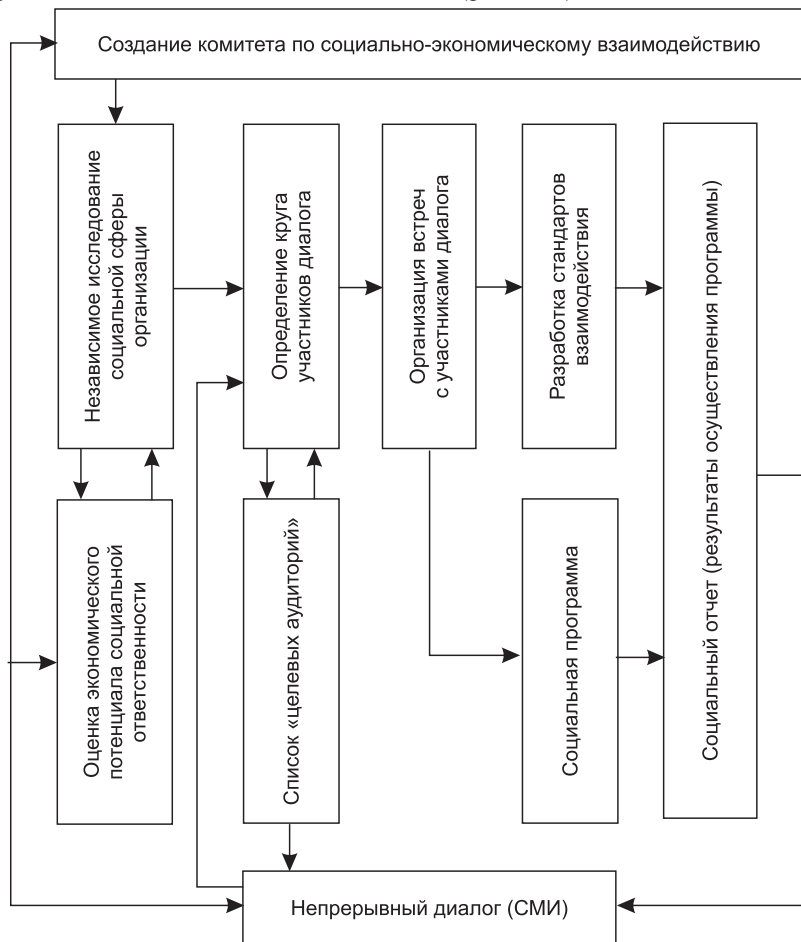 Создание комитета по социально-экономическому взаимодействию
Независимое исследование
социальной сферы
организации
Определение круга
участников диалога
Организация встреч
с участниками диалога
Разработка стандартов
взаимодействия
Социальный отчет (результаты осуществления программы)
Оценка экономического
потенциала социальной
ответственности
Список «целевых аудиторий»
Социальная программа
Непрерывный диалог (СМИ)